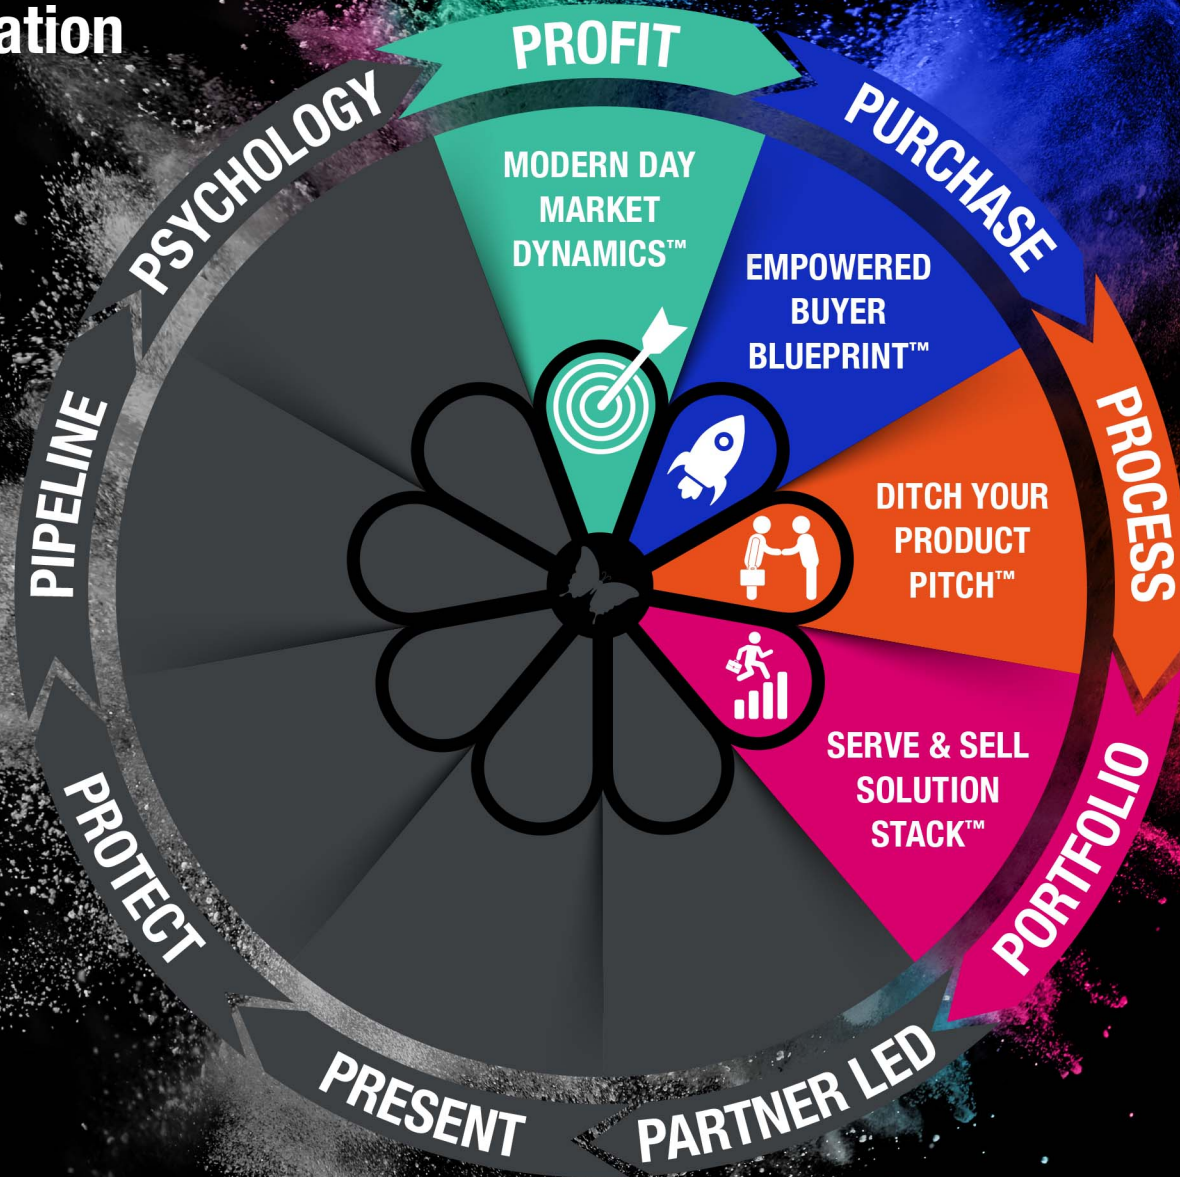 ation
PROFIT
PURCHASE
PROCESS
PORTFOLIO
PARTNER LED
PRESENT
PROTECT
PIPELINE
PSYCHOLOGY
MODERN DAY
MARKET
DYNAMICS™
EMPOWERED
BUYER
BLUEPRINT™
DITCH YOUR
PRODUCT
PITCH™
SERVE & SELL
SOLUTION
STACK™